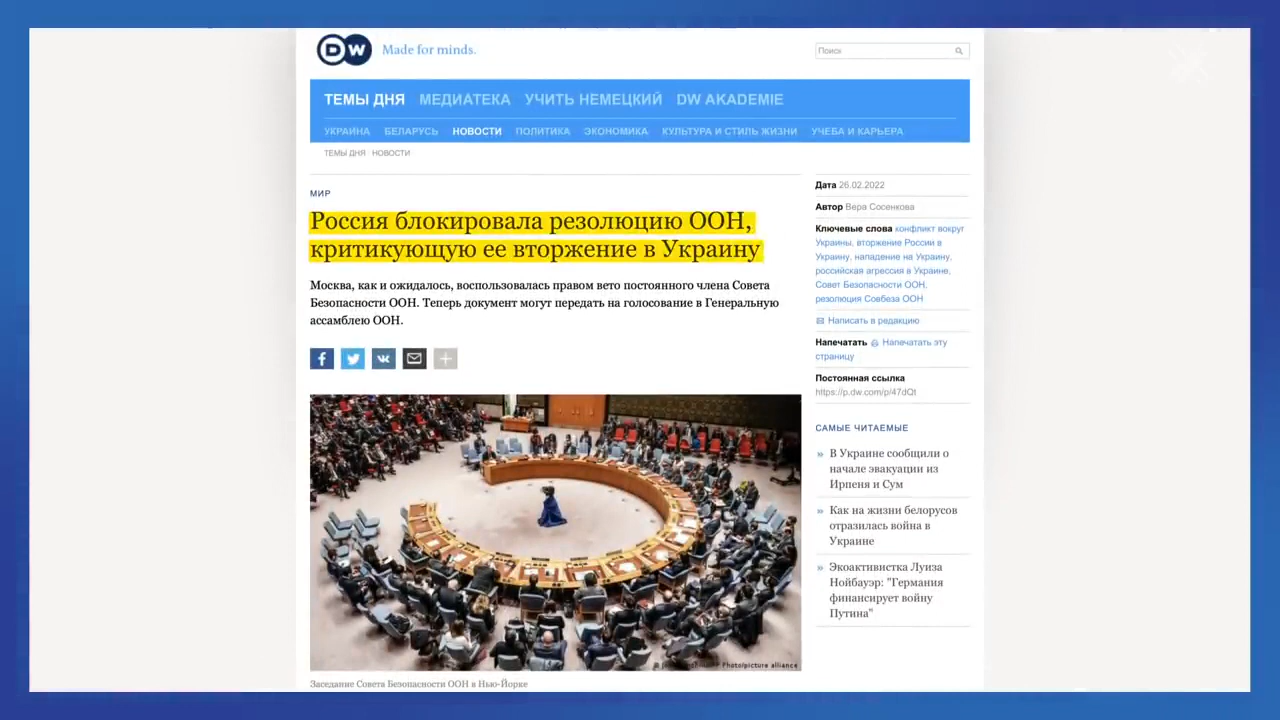 DW Made for minds.
Поиск
ТЕМЫ ДНЯ МЕДИАТЕКА УЧИТЬ НЕМЕЦКИЙ DW AKADEMIE
УКРАИНА БЕЛАРУСЬ НОВОСТИ ПОЛИТИКА ЭКОНОМИКА КУЛЬТУРА И СТИЛЬ ЖИЗНИ УЧЕБА И КАРЬЕРА
ТЕМЫ ДНЯ НОВОСТИ
МИР
Россия блокировала резолюцию ООН,
критикующую ее вторжение в Украину
Москва, как и ожидалось, воспользовалась правом вето постоянного члена Совета
Безопасности ООН. Теперь документ могут передать на голосование в Генеральную
ассамблею ООН.
Photo/picture alliance
Заседание Совета Безопасности ООН в Нью-Йорке
Дата 26.02.2022
Автор Вера Сосенкова
Ключевые слова конфликт вокруг
Украины, вторжение России в
Украину, нападение на Украину,
российская агрессия в Украине,
Совет Безопасности ООН,
резолюция Совбеза ООН
Написать в редакцию
Напечатать Напечатать эту
страницу
Постоянная ссылка
https://p.dw.com/p/47dQt
САМЫЕ ЧИТАЕМЫЕ
» В Украине сообщили о
начале эвакуации из
Ирпеня и Сум
» Как на жизни белорусов
отразилась война в
Украине
» Экоактивистка Луиза
Нойбауэр: "Германия
финансирует войну
Путина"